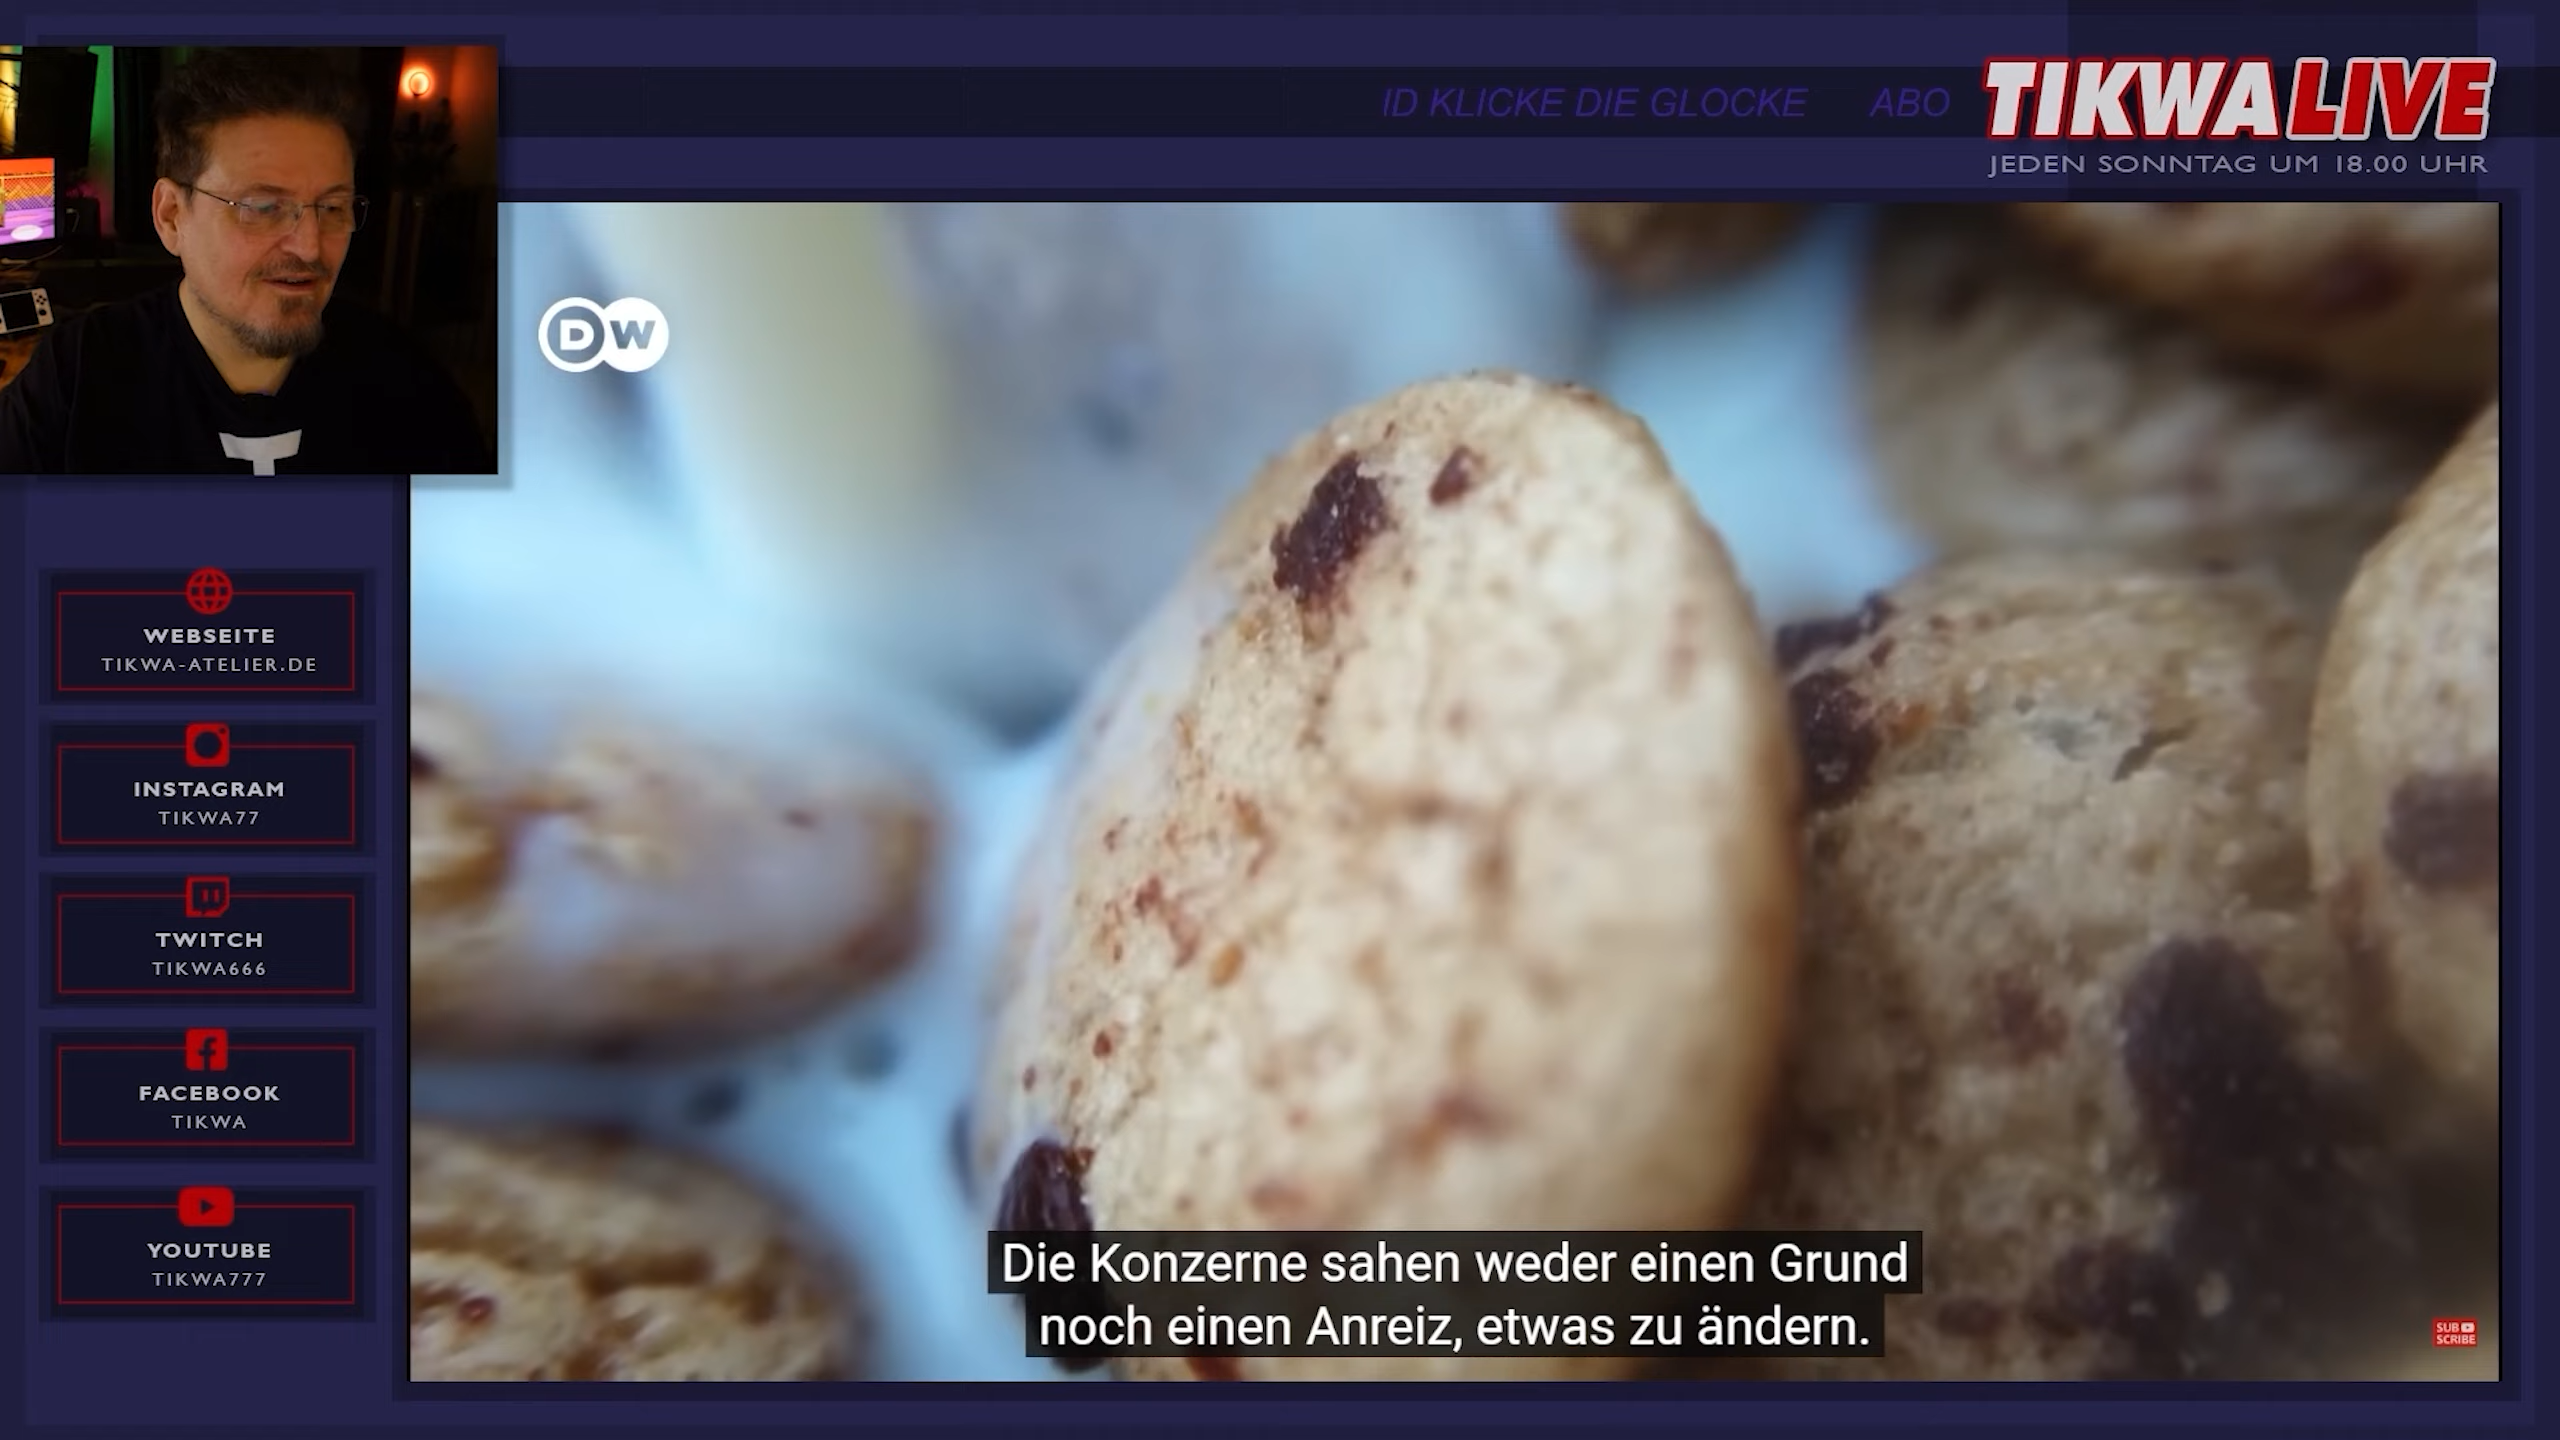 ID KLICKE DIE GLOCKE ABO
TIKWA LIVE
JEDEN SONNTAG UM 18.00 UHR
DW
WEBSEITE
TIKWA-ATELIER.DE
INSTAGRAM
TIKWA77
TWITCH
TIKWA666
FACEBOOK
TIKWA
YOUTUBE
TIKWA777
Die Konzerne sahen weder einen Grund
noch einen Anreiz, etwas zu ändern.
SUB
SCRIBE